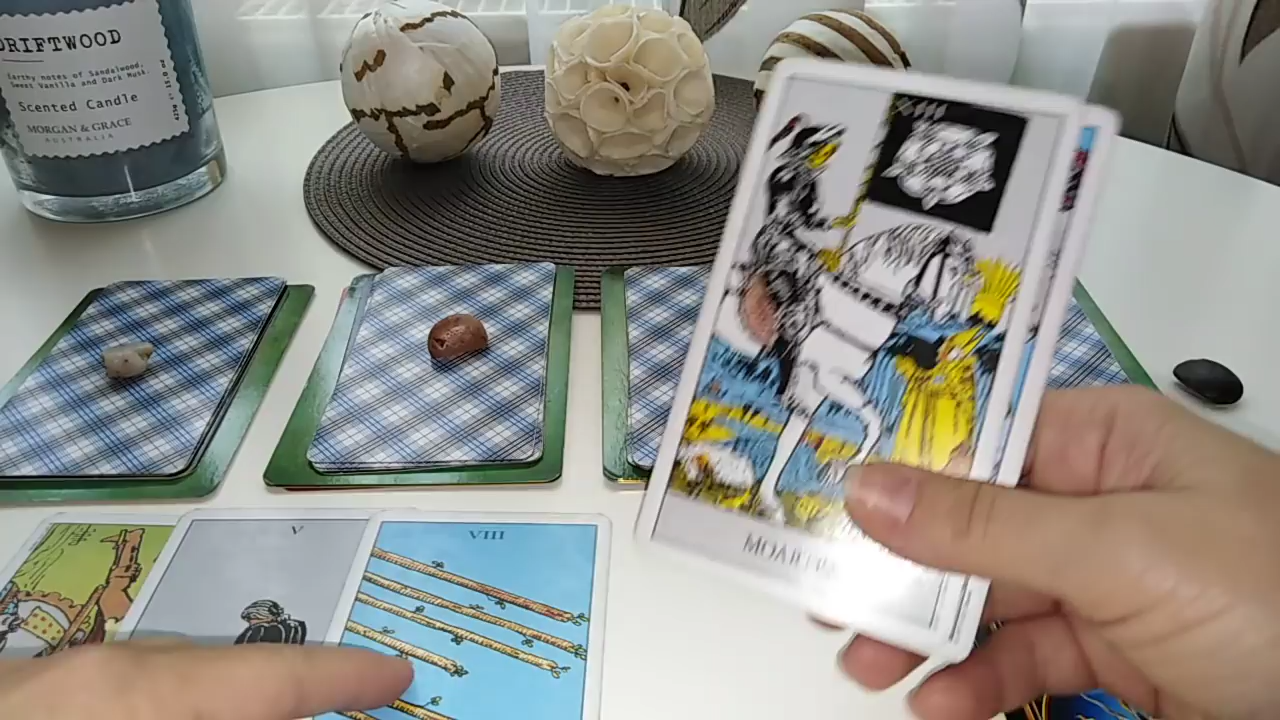 DRIFTWOOD
Earthy notes of Sandalwood,
Sweet Vanilla and Dark Musk.
Scented Candle
MORGAN & GRACE
AUSTRALIA
V
VIII